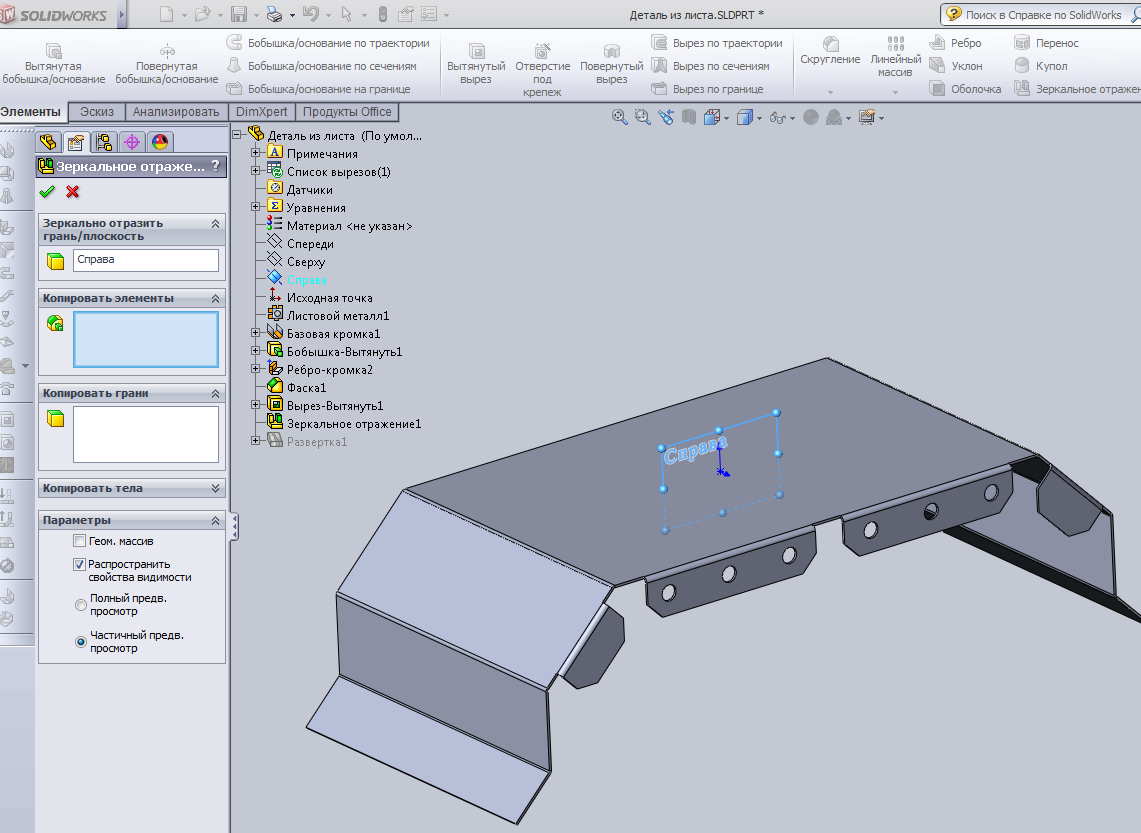 SOLIDWORKS
Деталь из листа.SLDPRT *
? Поиск в Справке по SolidWorks
Вытянутая
бобышка/основание
Повернутая
бобышка/основание
Бобышка/основание по траектории
Бобышка/основание по сечениям
Бобышка/основание на границе
Вытянутый
вырез
Отверстие
под
крепеж
Повернутый
вырез
Вырез по траектории
Вырез по сечениям
Вырез по границе
Скругление
Линейный
массив
Ребро
Уклон
Оболочка
Перенос
Купол
Зеркальное отражен
Элементы
Эскиз
Анализировать
DimXpert
Продукты Office
Зеркальное отраже... ?
Зеркально отразить
грань/плоскость
Справа
Копировать элементы
Копировать грани
Копировать тела
Параметры
Геом. массив
Распространить
свойства видимости
Полный предв.
просмотр
Частичный предв.
просмотр
Деталь из листа (По умол...
Примечания
Список вырезов(1)
Датчики
Уравнения
Материал <не указан>
Спереди
Сверху
Справа
Исходная точка
Листовой металл1
Базовая кромка1
Бобышка-Вытянуть1
Ребро-кромка2
Фаска1
Вырез-Вытянуть1
Зеркальное отражение1
Развертка1
Справа